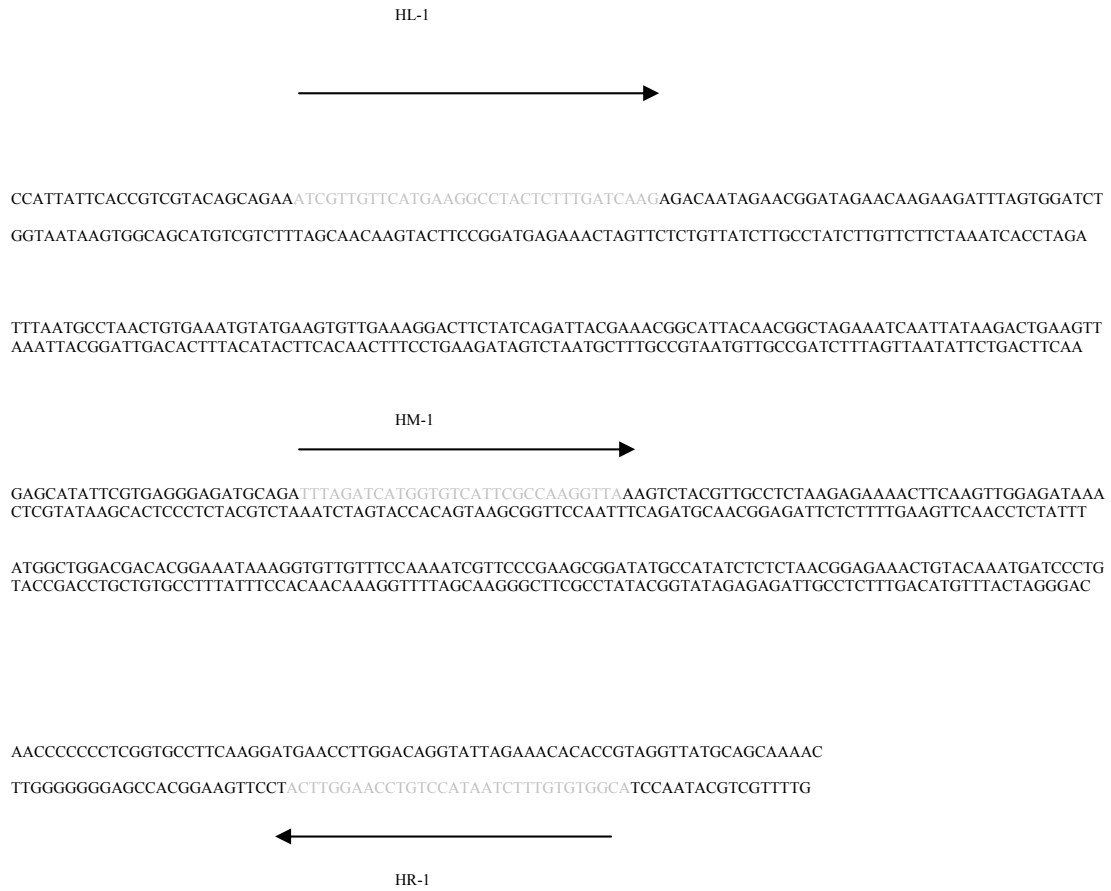 HL-1
CCATTATTCACCGTCGTACAGCAGAAATCGTTGTTCATGAAGGCCTACTCTTTGATCAAGAGACAATAGAACGGATAGAACAAGAAGATTTAGTGGATCT
GGTAATAAGTGGCAGCATGTCGTCTTTAGCAACAAGTACTTCCGGATGAGAAACTAGTTCTCTGTTATCTTGCCTATCTTGTTCTTCTAAATCACCTAGA
TTTAATGCCTAACTGTGAAATGTATGAAGTGTTGAAAGGACTTCTATCAGATTACGAAACGGCATTACAACGGCTAGAAATCAATTATAAGACTGAAGTT
AAATTACGGATTGACACTTTACATACTTCACAACTTTCCTGAAGATAGTCTAATGCTTTGCCGTAATGTTGCCGATCTTTAGTTAATATTCTGACTTCAA
HM-1
GAGCATATTCGTGAGGGAGATGCAGATTTAGATCATGGTGTCATTCGCCAAGGTTAAAGTCTACGTTGCCTCTAAGAGAAAACTTCAAGTTGGAGATAAA
CTCGTATAAGCACTCCCTCTACGTCTAAATCTAGTACCACAGTAAGCGGTTCCAATTTCAGATGCAACGGAGATTCTCTTTTGAAGTTCAACCTCTATTT
ATGGCTGGACGACACGGAAATAAAGGTGTTGTTTCCAAAATCGTTCCCGAAGCGGATATGCCATATCTCTCTAACGGAGAAACTGTACAAATGATCCCTG
TACCGACCTGCTGTGCCTTTATTTCCACAACAAAGGTTTTAGCAAGGGCTTCGCCTATACGGTATAGAGAGATTGCCTCTTTGACATGTTTACTAGGGAC
AACCCCCCCTCGGTGCCTTCAAGGATGAACCTTGGACAGGTATTAGAAACACACCGTAGGTTATGCAGCAAAAC
TTGGGGGGGAGCCACGGAAGTTCCTACTTGGAACCTGTCCATAATCTTTGTGTGGCATCCAATACGTCGTTTTG
HR-1